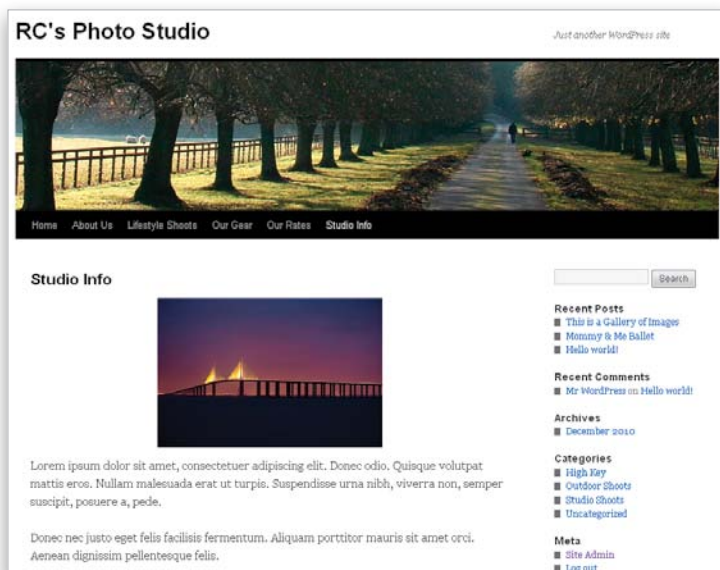 RC's Photo Studio
Just another WordPress site
Home About Us Lifestyle Shoots Our Gear Our Rates Studio Info
Studio Info
Lorem ipsum dolor sit amet, consectetuer adipiscing elit. Donec odio. Quisque volutpat
mattis eros. Nullam malesuada erat ut turpis. Suspendisse urna nibh, viverra non, semper
suscipit, posuere a, pede.
Donec nec justo eget felis facilisis fermentum. Aliquam porttitor mauris sit amet orci.
Aenean dignissim pellentesque felis.
Search
Recent Posts
This is a Gallery of Images
Mommy & Me Ballet
Hello world!
Recent Comments
Mr WordPress on Hello world!
Archives
December 2010
Categories
High Key
Outdoor Shoots
Studio Shoots
Uncategorized
Meta
Site Admin
Log out